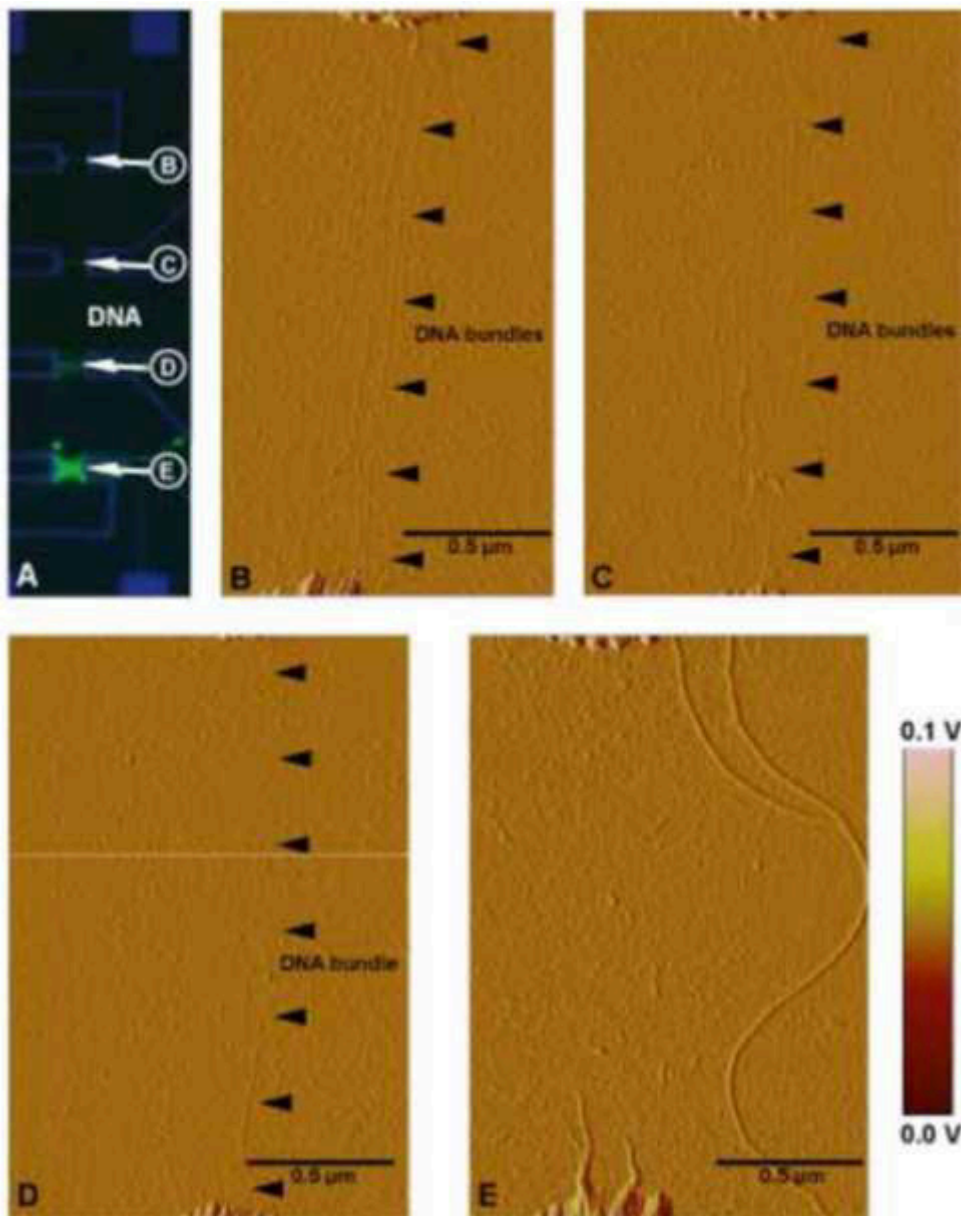 B
C
DNA
D
E
A
DNA bundles
0.5 μm
B
DNA bundles
0.5 μm
C
DNA bundle
0.5 μm
D
0.5 μm
E
0.1 V
0.0 V